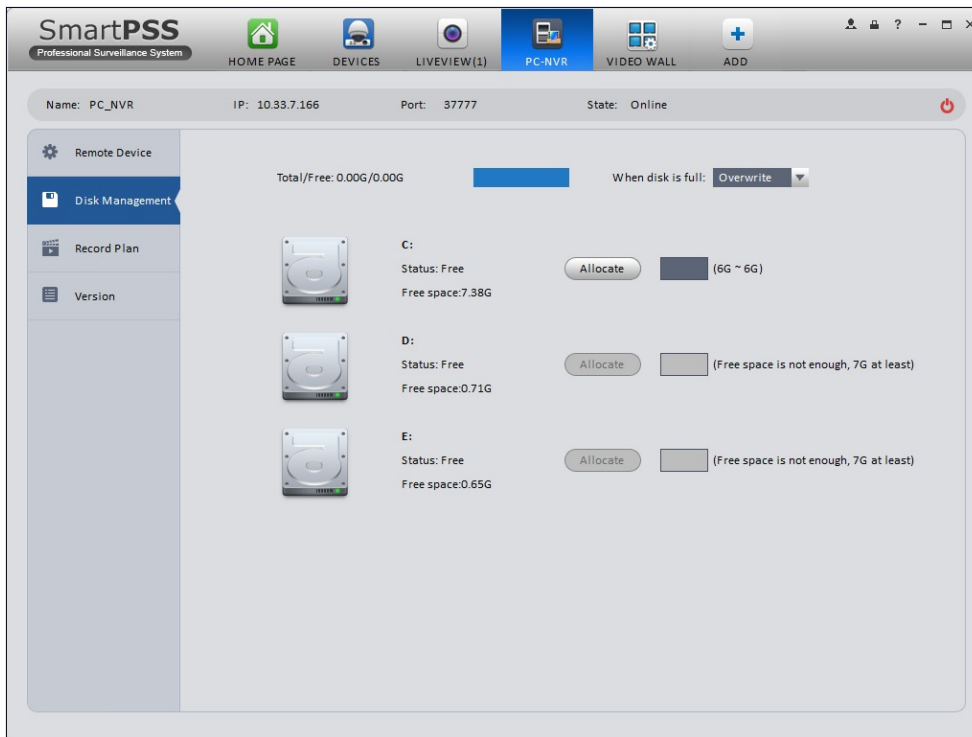 SmartPSS
Professional Surveillance System
HOME PAGE
DEVICES
LIVEVIEW(1)
PC-NVR
VIDEO WALL
ADD
?
Name: PC_NVR
IP: 10.33.7.166
Port: 37777
State: Online
Remote Device
Disk Management
Record Plan
Version
Total/Free: 0.00G/0.00G
When disk is full: Overwrite
C:
Status: Free
Free space:7.38G
Allocate
(6G ~ 6G)
D:
Status: Free
Free space:0.71G
Allocate
(Free space is not enough, 7G at least)
E:
Status: Free
Free space:0.65G
Allocate
(Free space is not enough, 7G at least)